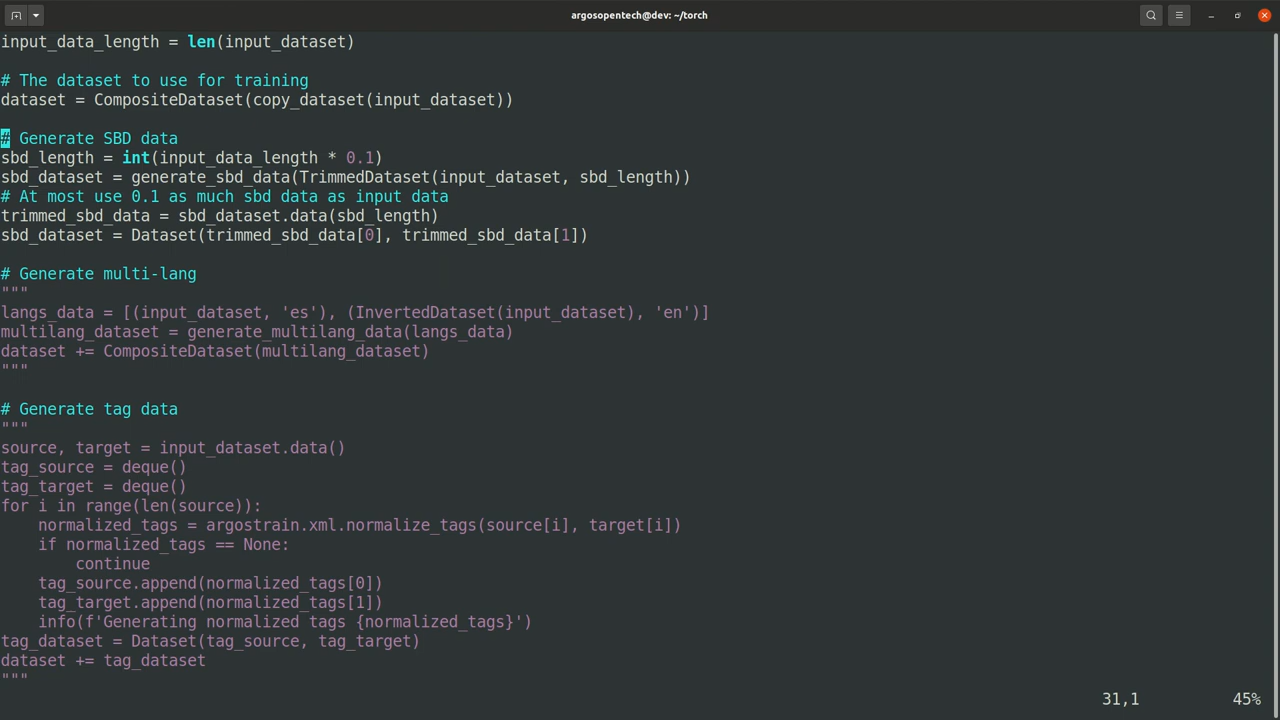 argosopentech@dev: ~/torch
input_data_length = len(input_dataset)
# The dataset to use for training
dataset = CompositeDataset(copy_dataset(input_dataset))
# Generate SBD data
sbd_length = int(input_data_length * 0.1)
sbd_dataset = generate_sbd_data(TrimmedDataset(input_dataset, sbd_length))
# At most use 0.1 as much sbd data as input data
trimmed_sbd_data = sbd_dataset.data(sbd_length)
sbd_dataset = Dataset(trimmed_sbd_data[0], trimmed_sbd_data[1])
# Generate multi-lang
"""
langs_data = [(input_dataset, 'es'), (InvertedDataset(input_dataset), 'en')]
multilang_dataset = generate_multilang_data(langs_data)
dataset += CompositeDataset(multilang_dataset)
"""
# Generate tag data
"""
source, target = input_dataset.data()
tag_source = deque()
tag_target = deque()
for i in range(len(source)):
    normalized_tags = argostrain.xml.normalize_tags(source[i], target[i])
    if normalized_tags == None:
        continue
    tag_source.append(normalized_tags[0])
    tag_target.append(normalized_tags[1])
    info(f'Generating normalized tags {normalized_tags}')
tag_dataset = Dataset(tag_source, tag_target)
dataset += tag_dataset
"""
31,1 45%